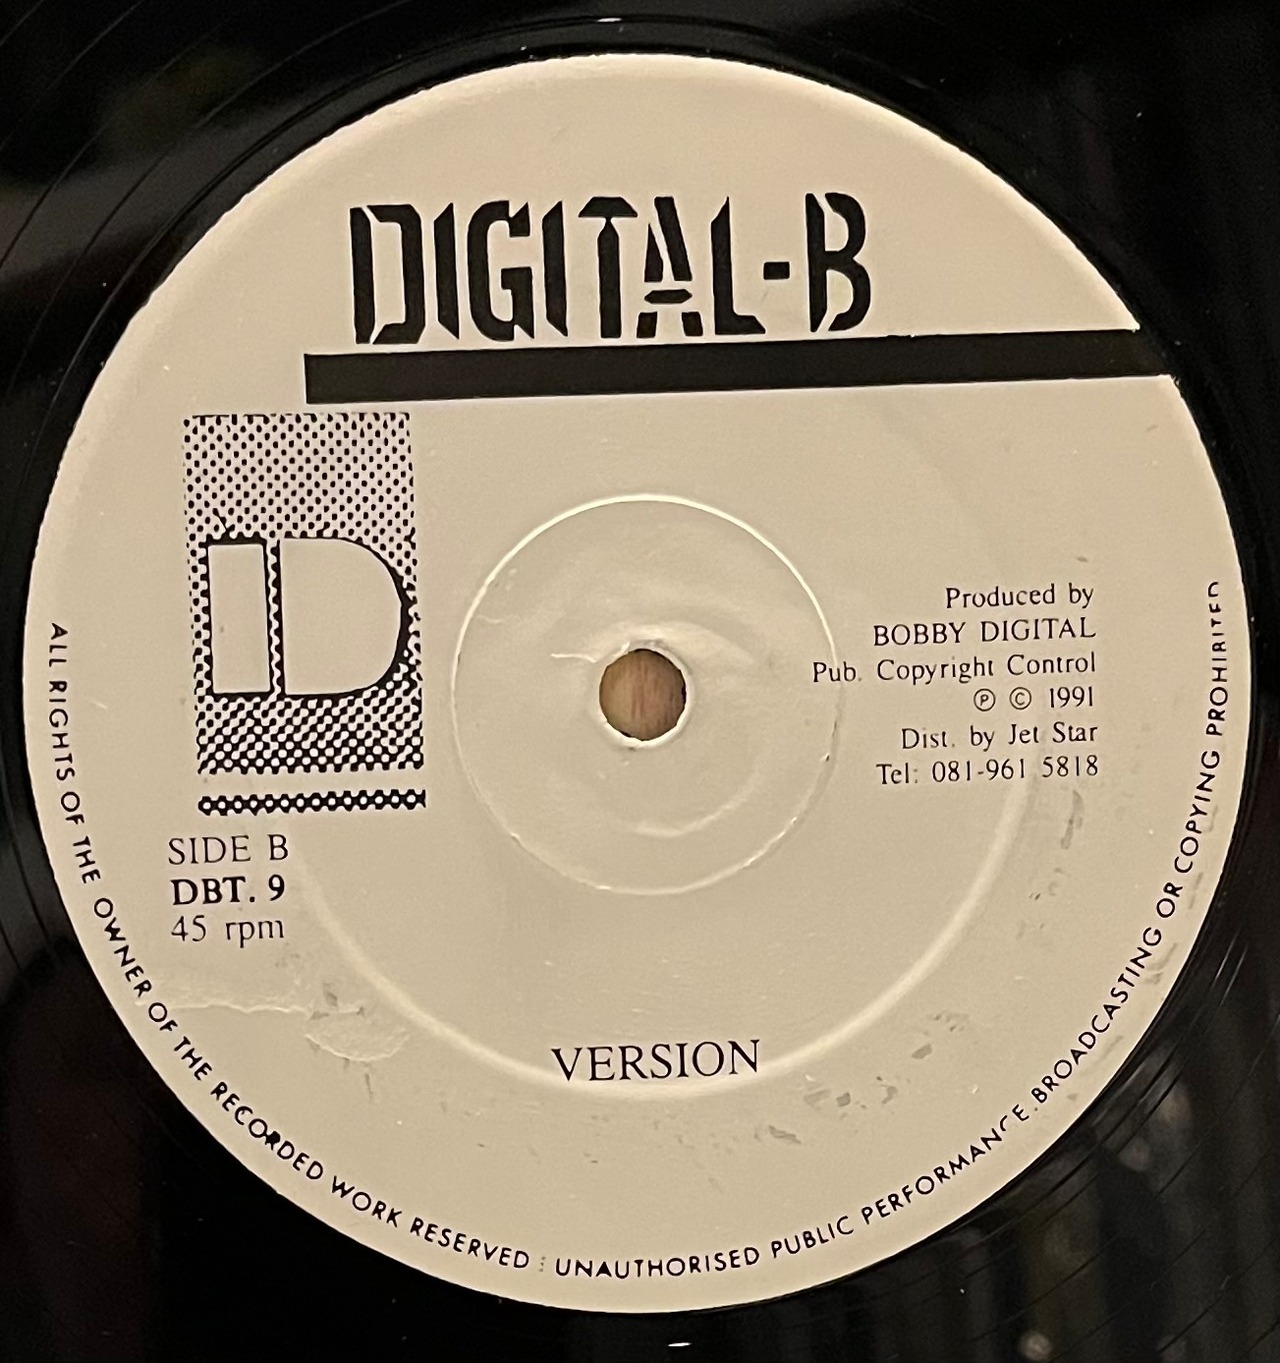 DIGITAL-B
D
Produced by
BOBBY DIGITAL
Pub. Copyright Control
℗ © 1991
Dist. by Jet Star
Tel: 081-961 5818
SIDE B
DBT. 9
45 rpm
VERSION
ALL RIGHTS OF THE OWNER OF THE RECORDED WORK RESERVED : UNAUTHORISED PUBLIC PERFORMANCE. BROADCASTING OR COPYING PROHIBITED